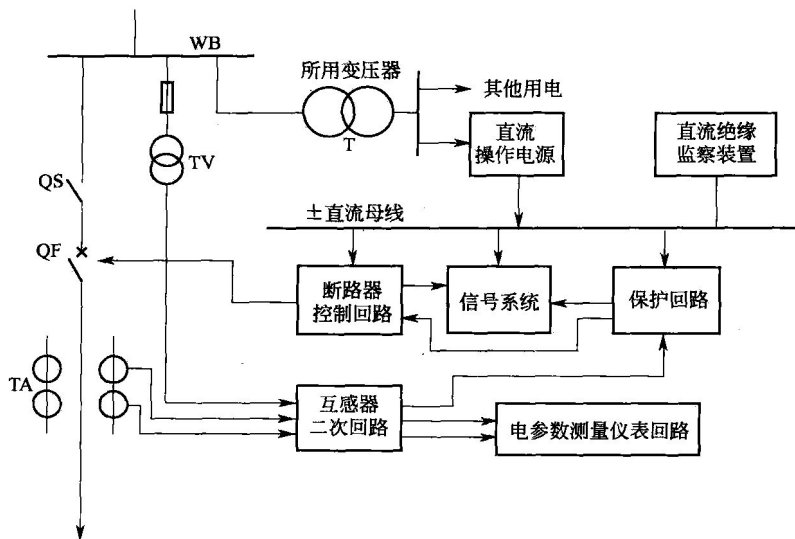 WB
所用变压器
T
其他用电
直流
操作电源
直流绝缘
监察装置
TV
QS
±直流母线
QF
断路器
控制回路
信号系统
保护回路
TA
互感器
二次回路
电参数测量仪表回路